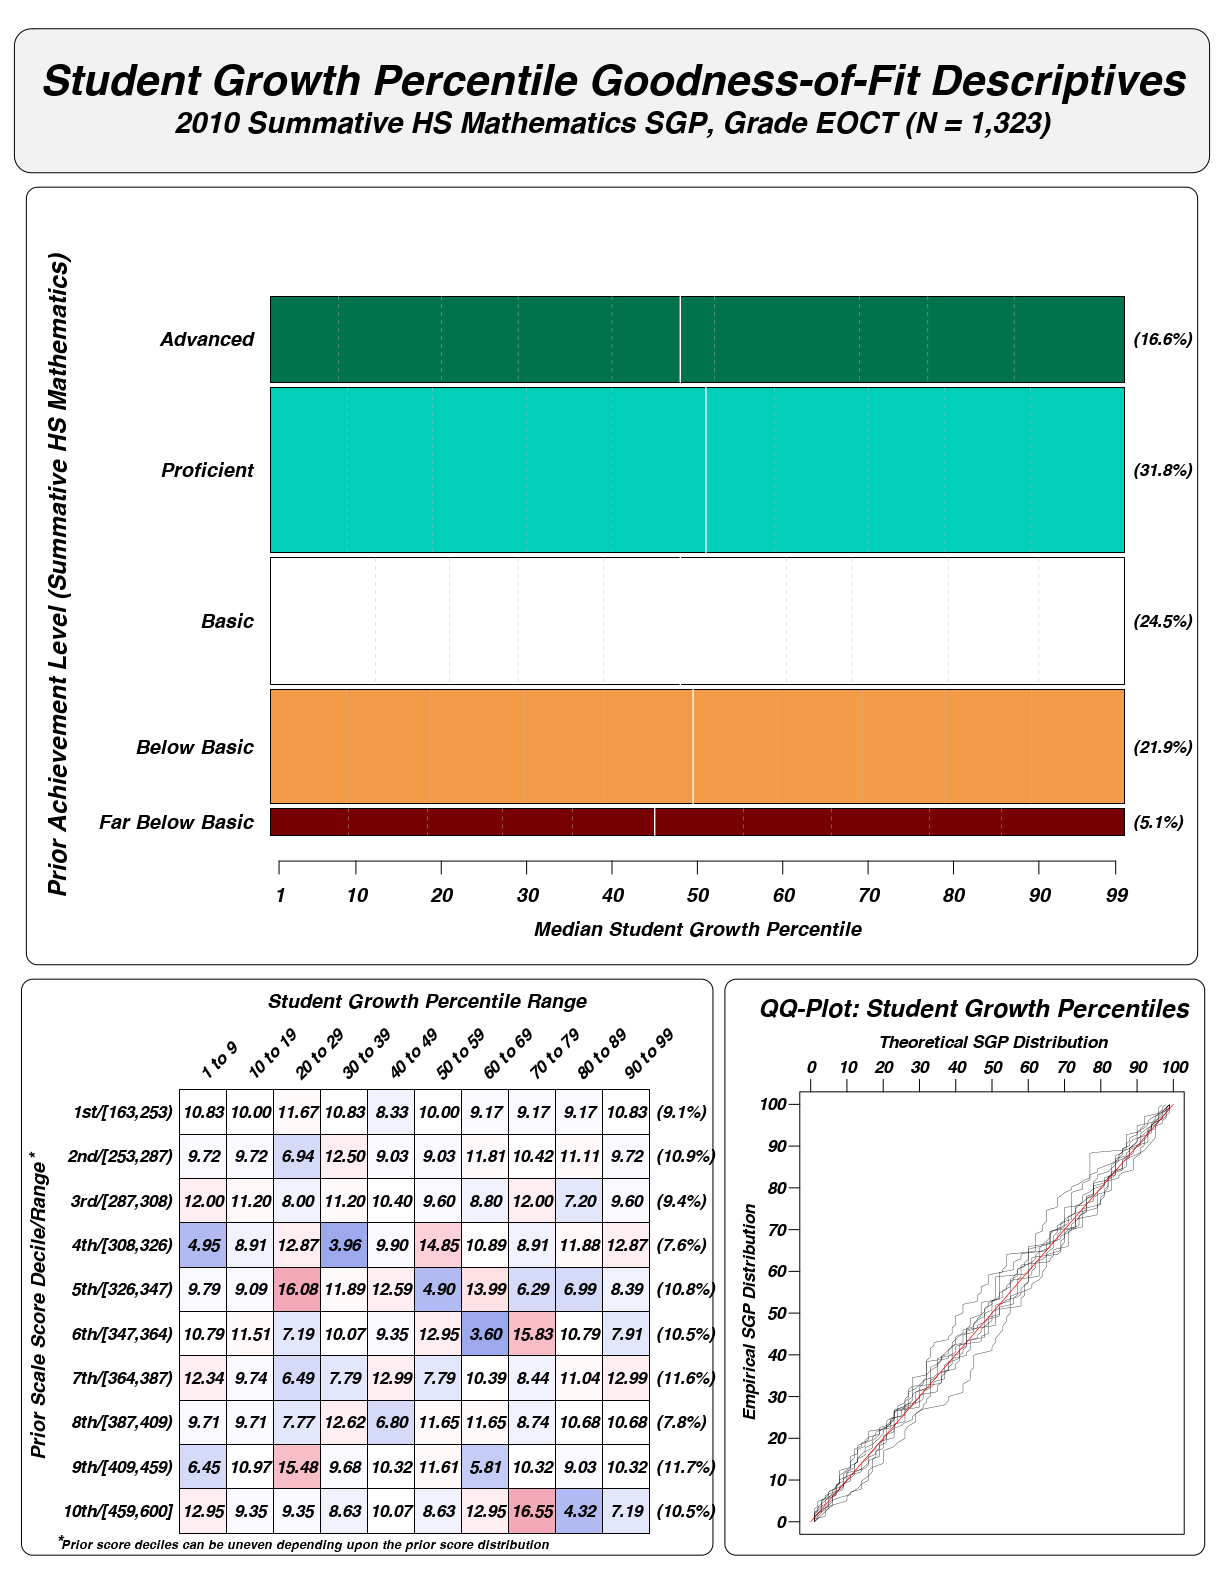 Student Growth Percentile Goodness-of-Fit Descriptives
2010 Summative HS Mathematics SGP, Grade EOCT (N = 1,323)
Prior Achievement Level (Summative HS Mathematics)
Advanced (16.6%)
Proficient (31.8%)
Basic (24.5%)
Below Basic (21.9%)
Far Below Basic (5.1%)
1 10 20 30 40 50 60 70 80 90 99
Median Student Growth Percentile
Student Growth Percentile Range
1 to 9 10 to 19 20 to 29 30 to 39 40 to 49 50 to 59 60 to 69 70 to 79 80 to 89 90 to 99
Prior Scale Score Decile/Range*
1st/[163,253) 10.83 10.00 11.67 10.83 8.33 10.00 9.17 9.17 9.17 10.83 (9.1%)
2nd/[253,287) 9.72 9.72 6.94 12.50 9.03 9.03 11.81 10.42 11.11 9.72 (10.9%)
3rd/[287,308) 12.00 11.20 8.00 11.20 10.40 9.60 8.80 12.00 7.20 9.60 (9.4%)
4th/[308,326) 4.95 8.91 12.87 3.96 9.90 14.85 10.89 8.91 11.88 12.87 (7.6%)
5th/[326,347) 9.79 9.09 16.08 11.89 12.59 4.90 13.99 6.29 6.99 8.39 (10.8%)
6th/[347,364) 10.79 11.51 7.19 10.07 9.35 12.95 3.60 15.83 10.79 7.91 (10.5%)
7th/[364,387) 12.34 9.74 6.49 7.79 12.99 7.79 10.39 8.44 11.04 12.99 (11.6%)
8th/[387,409) 9.71 9.71 7.77 12.62 6.80 11.65 11.65 8.74 10.68 10.68 (7.8%)
9th/[409,459) 6.45 10.97 15.48 9.68 10.32 11.61 5.81 10.32 9.03 10.32 (11.7%)
10th/[459,600] 12.95 9.35 9.35 8.63 10.07 8.63 12.95 16.55 4.32 7.19 (10.5%)
*Prior score deciles can be uneven depending upon the prior score distribution
QQ-Plot: Student Growth Percentiles
Theoretical SGP Distribution
0 10 20 30 40 50 60 70 80 90 100
Empirical SGP Distribution
100
90
80
70
60
50
40
30
20
10
0